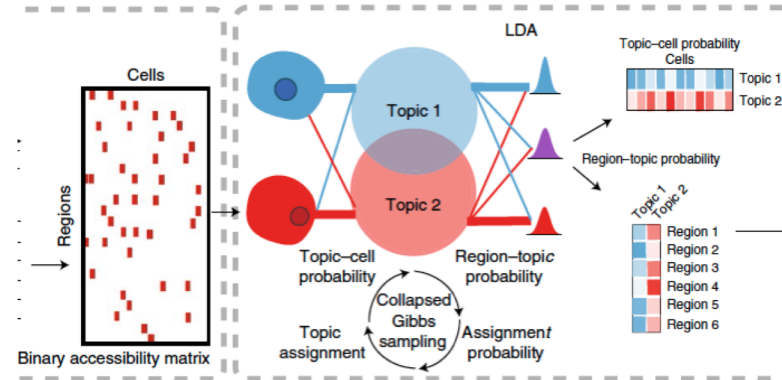 Cells
Regions
Binary accessibility matrix
LDA
Topic 1
Topic 2
Topic–cell
probability
Region–topic
probability
Collapsed
Gibbs
sampling
Topic
assignment
Assignment
probability
Topic–cell probability
Cells
Topic 1
Topic 2
Region–topic probability
Topic 1
Topic 2
Region 1
Region 2
Region 3
Region 4
Region 5
Region 6